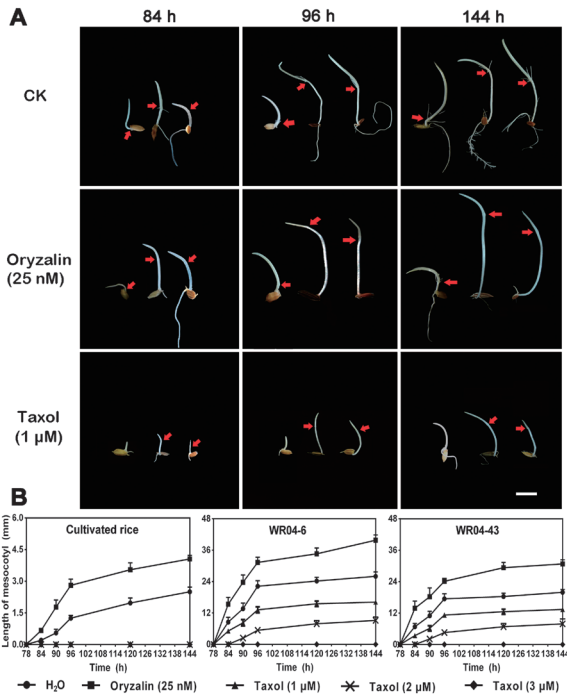 A
84 h 96 h 144 h
CK
Oryzalin
(25 nM)
Taxol
(1 μM)
B
Length of mesocotyl (mm)
Cultivated rice
6.0
4.5
3.0
1.5
0.0
78 84 90 96 102 108 114 120 126 132 138 144
Time (h)
WR04-6
48
36
24
12
0
78 84 90 96 102 108 114 120 126 132 138 144
Time (h)
WR04-43
48
36
24
12
0
78 84 90 96 102 108 114 120 126 132 138 144
Time (h)
H₂O Oryzalin (25 nM) Taxol (1 μM) Taxol (2 μM) Taxol (3 μM)